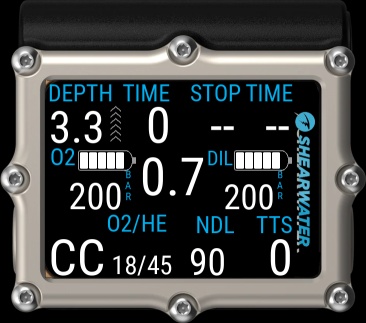 DEPTH TIME STOP TIME
3.3 0 -- --
O2 DIL
200 BAR 0.7 200 BAR
O2/HE NDL TTS
CC 18/45 90 0
SHEARWATER